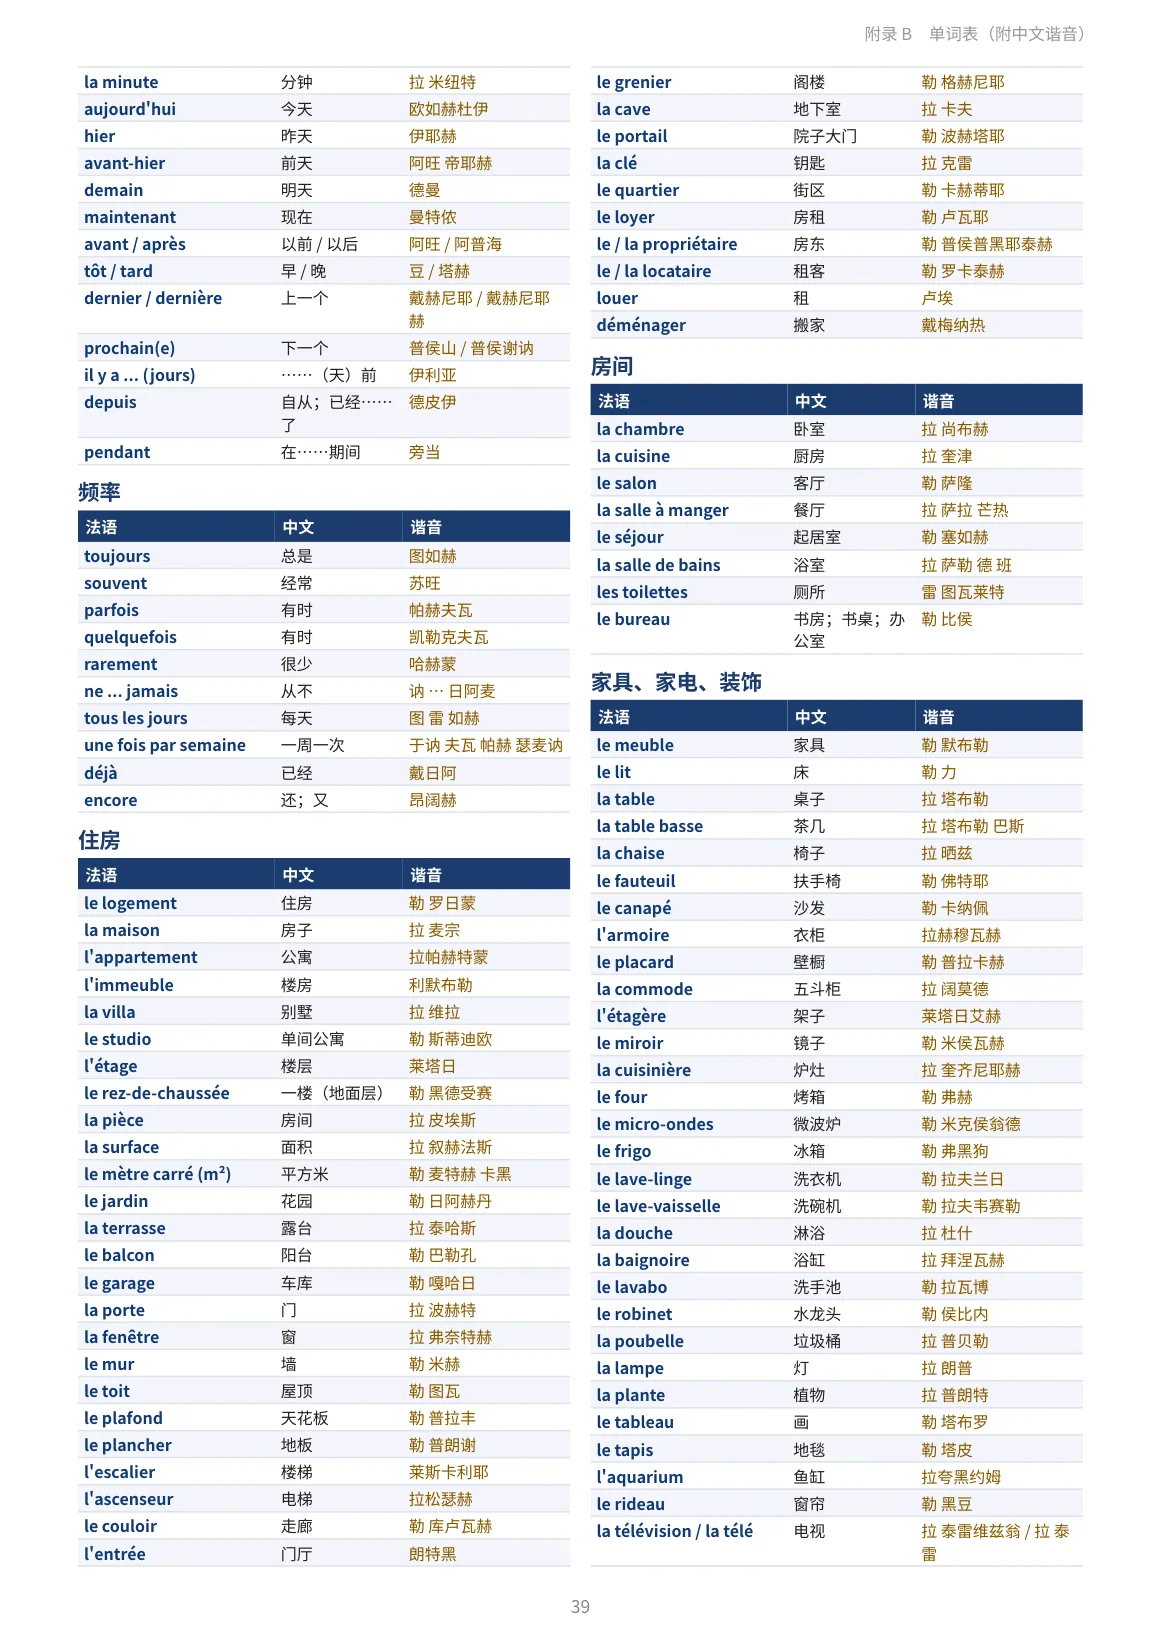 附录 B 单词表（附中文谐音）
la minute 分钟 拉 米纽特
aujourd'hui 今天 欧如赫杜伊
hier 昨天 伊耶赫
avant-hier 前天 阿旺 帝耶赫
demain 明天 德曼
maintenant 现在 曼特侬
avant / après 以前 / 以后 阿旺 / 阿普海
tôt / tard 早 / 晚 豆 / 塔赫
dernier / dernière 上一个 戴赫尼耶 / 戴赫尼耶
赫
prochain(e) 下一个 普侯山 / 普侯谢讷
il y a ... (jours) ……（天）前 伊利亚
depuis 自从；已经…… 德皮伊
了
pendant 在……期间 旁当
频率
法语 中文 谐音
toujours 总是 图如赫
souvent 经常 苏旺
parfois 有时 帕赫夫瓦
quelquefois 有时 凯勒克夫瓦
rarement 很少 哈赫蒙
ne ... jamais 从不 讷 … 日阿麦
tous les jours 每天 图 雷 如赫
une fois par semaine 一周一次 于讷 夫瓦 帕赫 瑟麦讷
déjà 已经 戴日阿
encore 还；又 昂阔赫
住房
法语 中文 谐音
le logement 住房 勒 罗日蒙
la maison 房子 拉 麦宗
l'appartement 公寓 拉帕赫特蒙
l'immeuble 楼房 利默布勒
la villa 别墅 拉 维拉
le studio 单间公寓 勒 斯蒂迪欧
l'étage 楼层 莱塔日
le rez-de-chaussée 一楼（地面层） 勒 黑德受赛
la pièce 房间 拉 皮埃斯
la surface 面积 拉 叙赫法斯
le mètre carré (m²) 平方米 勒 麦特赫 卡黑
le jardin 花园 勒 日阿赫丹
la terrasse 露台 拉 泰哈斯
le balcon 阳台 勒 巴勒孔
le garage 车库 勒 嘎哈日
la porte 门 拉 波赫特
la fenêtre 窗 拉 弗奈特赫
le mur 墙 勒 米赫
le toit 屋顶 勒 图瓦
le plafond 天花板 勒 普拉丰
le plancher 地板 勒 普朗谢
l'escalier 楼梯 莱斯卡利耶
l'ascenseur 电梯 拉松瑟赫
le couloir 走廊 勒 库卢瓦赫
l'entrée 门厅 朗特黑
le grenier 阁楼 勒 格赫尼耶
la cave 地下室 拉 卡夫
le portail 院子大门 勒 波赫塔耶
la clé 钥匙 拉 克雷
le quartier 街区 勒 卡赫蒂耶
le loyer 房租 勒 卢瓦耶
le / la propriétaire 房东 勒 普侯普黑耶泰赫
le / la locataire 租客 勒 罗卡泰赫
louer 租 卢埃
déménager 搬家 戴梅纳热
房间
法语 中文 谐音
la chambre 卧室 拉 尚布赫
la cuisine 厨房 拉 奎津
le salon 客厅 勒 萨隆
la salle à manger 餐厅 拉 萨拉 芒热
le séjour 起居室 勒 塞如赫
la salle de bains 浴室 拉 萨勒 德 班
les toilettes 厕所 雷 图瓦莱特
le bureau 书房；书桌；办 勒 比侯
公室
家具、家电、装饰
法语 中文 谐音
le meuble 家具 勒 默布勒
le lit 床 勒 力
la table 桌子 拉 塔布勒
la table basse 茶几 拉 塔布勒 巴斯
la chaise 椅子 拉 晒兹
le fauteuil 扶手椅 勒 佛特耶
le canapé 沙发 勒 卡纳佩
l'armoire 衣柜 拉赫穆瓦赫
le placard 壁橱 勒 普拉卡赫
la commode 五斗柜 拉 阔莫德
l'étagère 架子 莱塔日艾赫
le miroir 镜子 勒 米侯瓦赫
la cuisinière 炉灶 拉 奎齐尼耶赫
le four 烤箱 勒 弗赫
le micro-ondes 微波炉 勒 米克侯翁德
le frigo 冰箱 勒 弗黑狗
le lave-linge 洗衣机 勒 拉夫兰日
le lave-vaisselle 洗碗机 勒 拉夫韦赛勒
la douche 淋浴 拉 杜什
la baignoire 浴缸 拉 拜涅瓦赫
le lavabo 洗手池 勒 拉瓦博
le robinet 水龙头 勒 侯比内
la poubelle 垃圾桶 拉 普贝勒
la lampe 灯 拉 朗普
la plante 植物 拉 普朗特
le tableau 画 勒 塔布罗
le tapis 地毯 勒 塔皮
l'aquarium 鱼缸 拉夸黑约姆
le rideau 窗帘 勒 黑豆
la télévision / la télé 电视 拉 泰雷维兹翁 / 拉 泰
雷
39